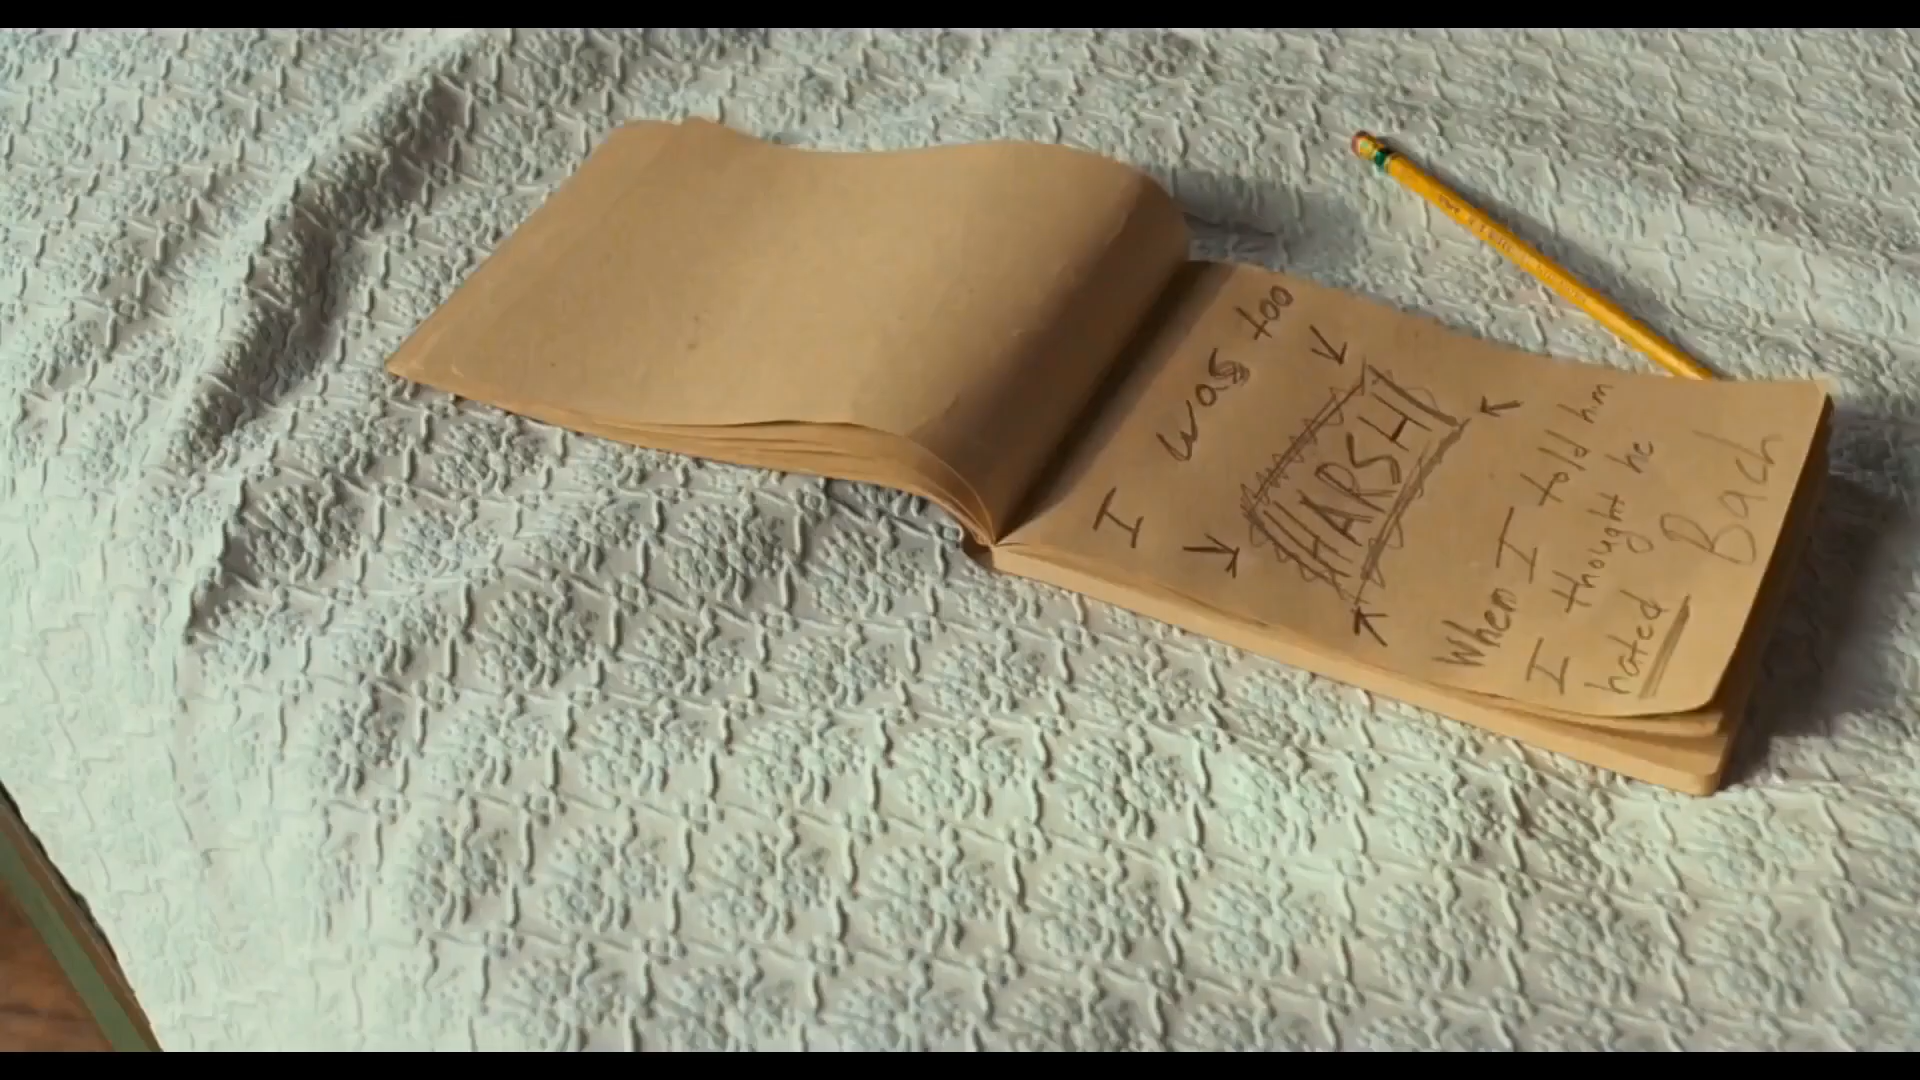 I was too
HARSH
When I told him
I thought he
hated Bach